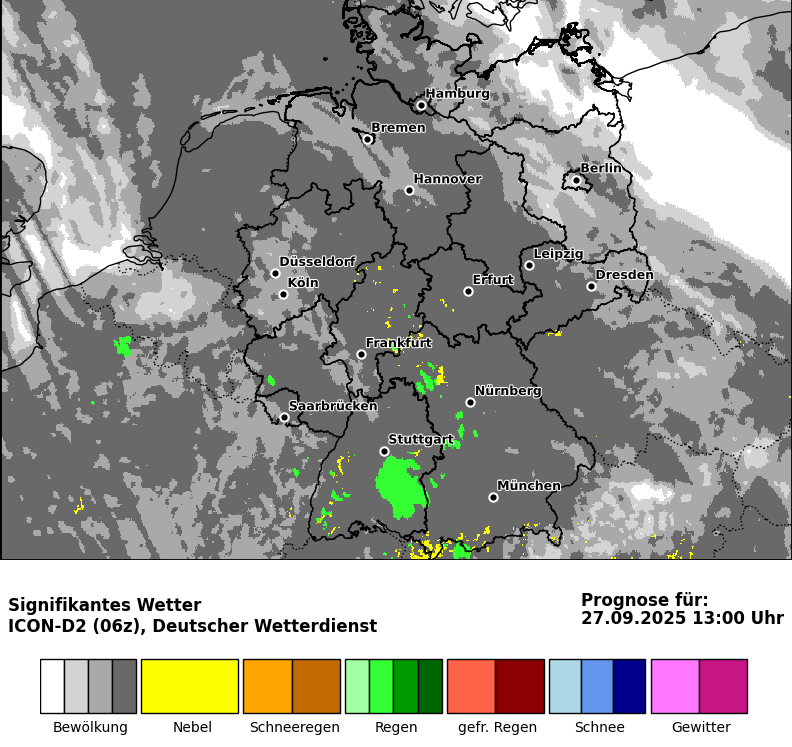 Hamburg
Bremen
Berlin
Hannover
Leipzig
Düsseldorf
Dresden
Köln
Erfurt
Frankfurt
Nürnberg
Saarbrücken
Stuttgart
München
Signifikantes Wetter
ICON-D2 (06z), Deutscher Wetterdienst
Prognose für:
27.09.2025 13:00 Uhr
Bewölkung
Nebel
Schneeregen
Regen
gefr. Regen
Schnee
Gewitter